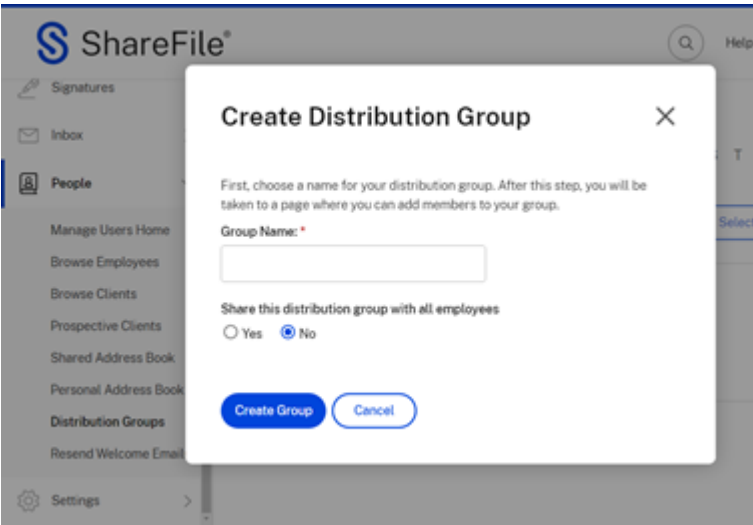 ShareFile®
Help
Signatures
Inbox
People
Manage Users Home
Browse Employees
Browse Clients
Prospective Clients
Shared Address Book
Personal Address Book
Distribution Groups
Resend Welcome Email
Settings
Create Distribution Group
First, choose a name for your distribution group. After this step, you will be
taken to a page where you can add members to your group.
Group Name: *
Share this distribution group with all employees
Yes No
Create Group Cancel
T
Select